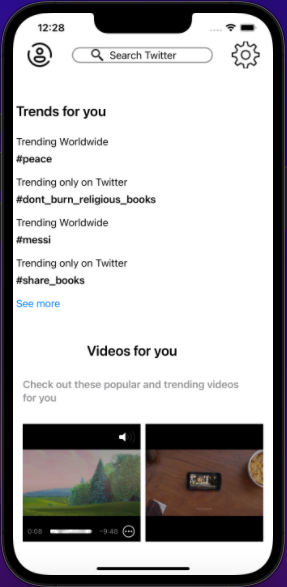 12:28
Search Twitter
Trends for you
Trending Worldwide
#peace
Trending only on Twitter
#dont_burn_religious_books
Trending Worldwide
#messi
Trending only on Twitter
#share_books
See more
Videos for you
Check out these popular and trending videos
for you
0:08 -9:48